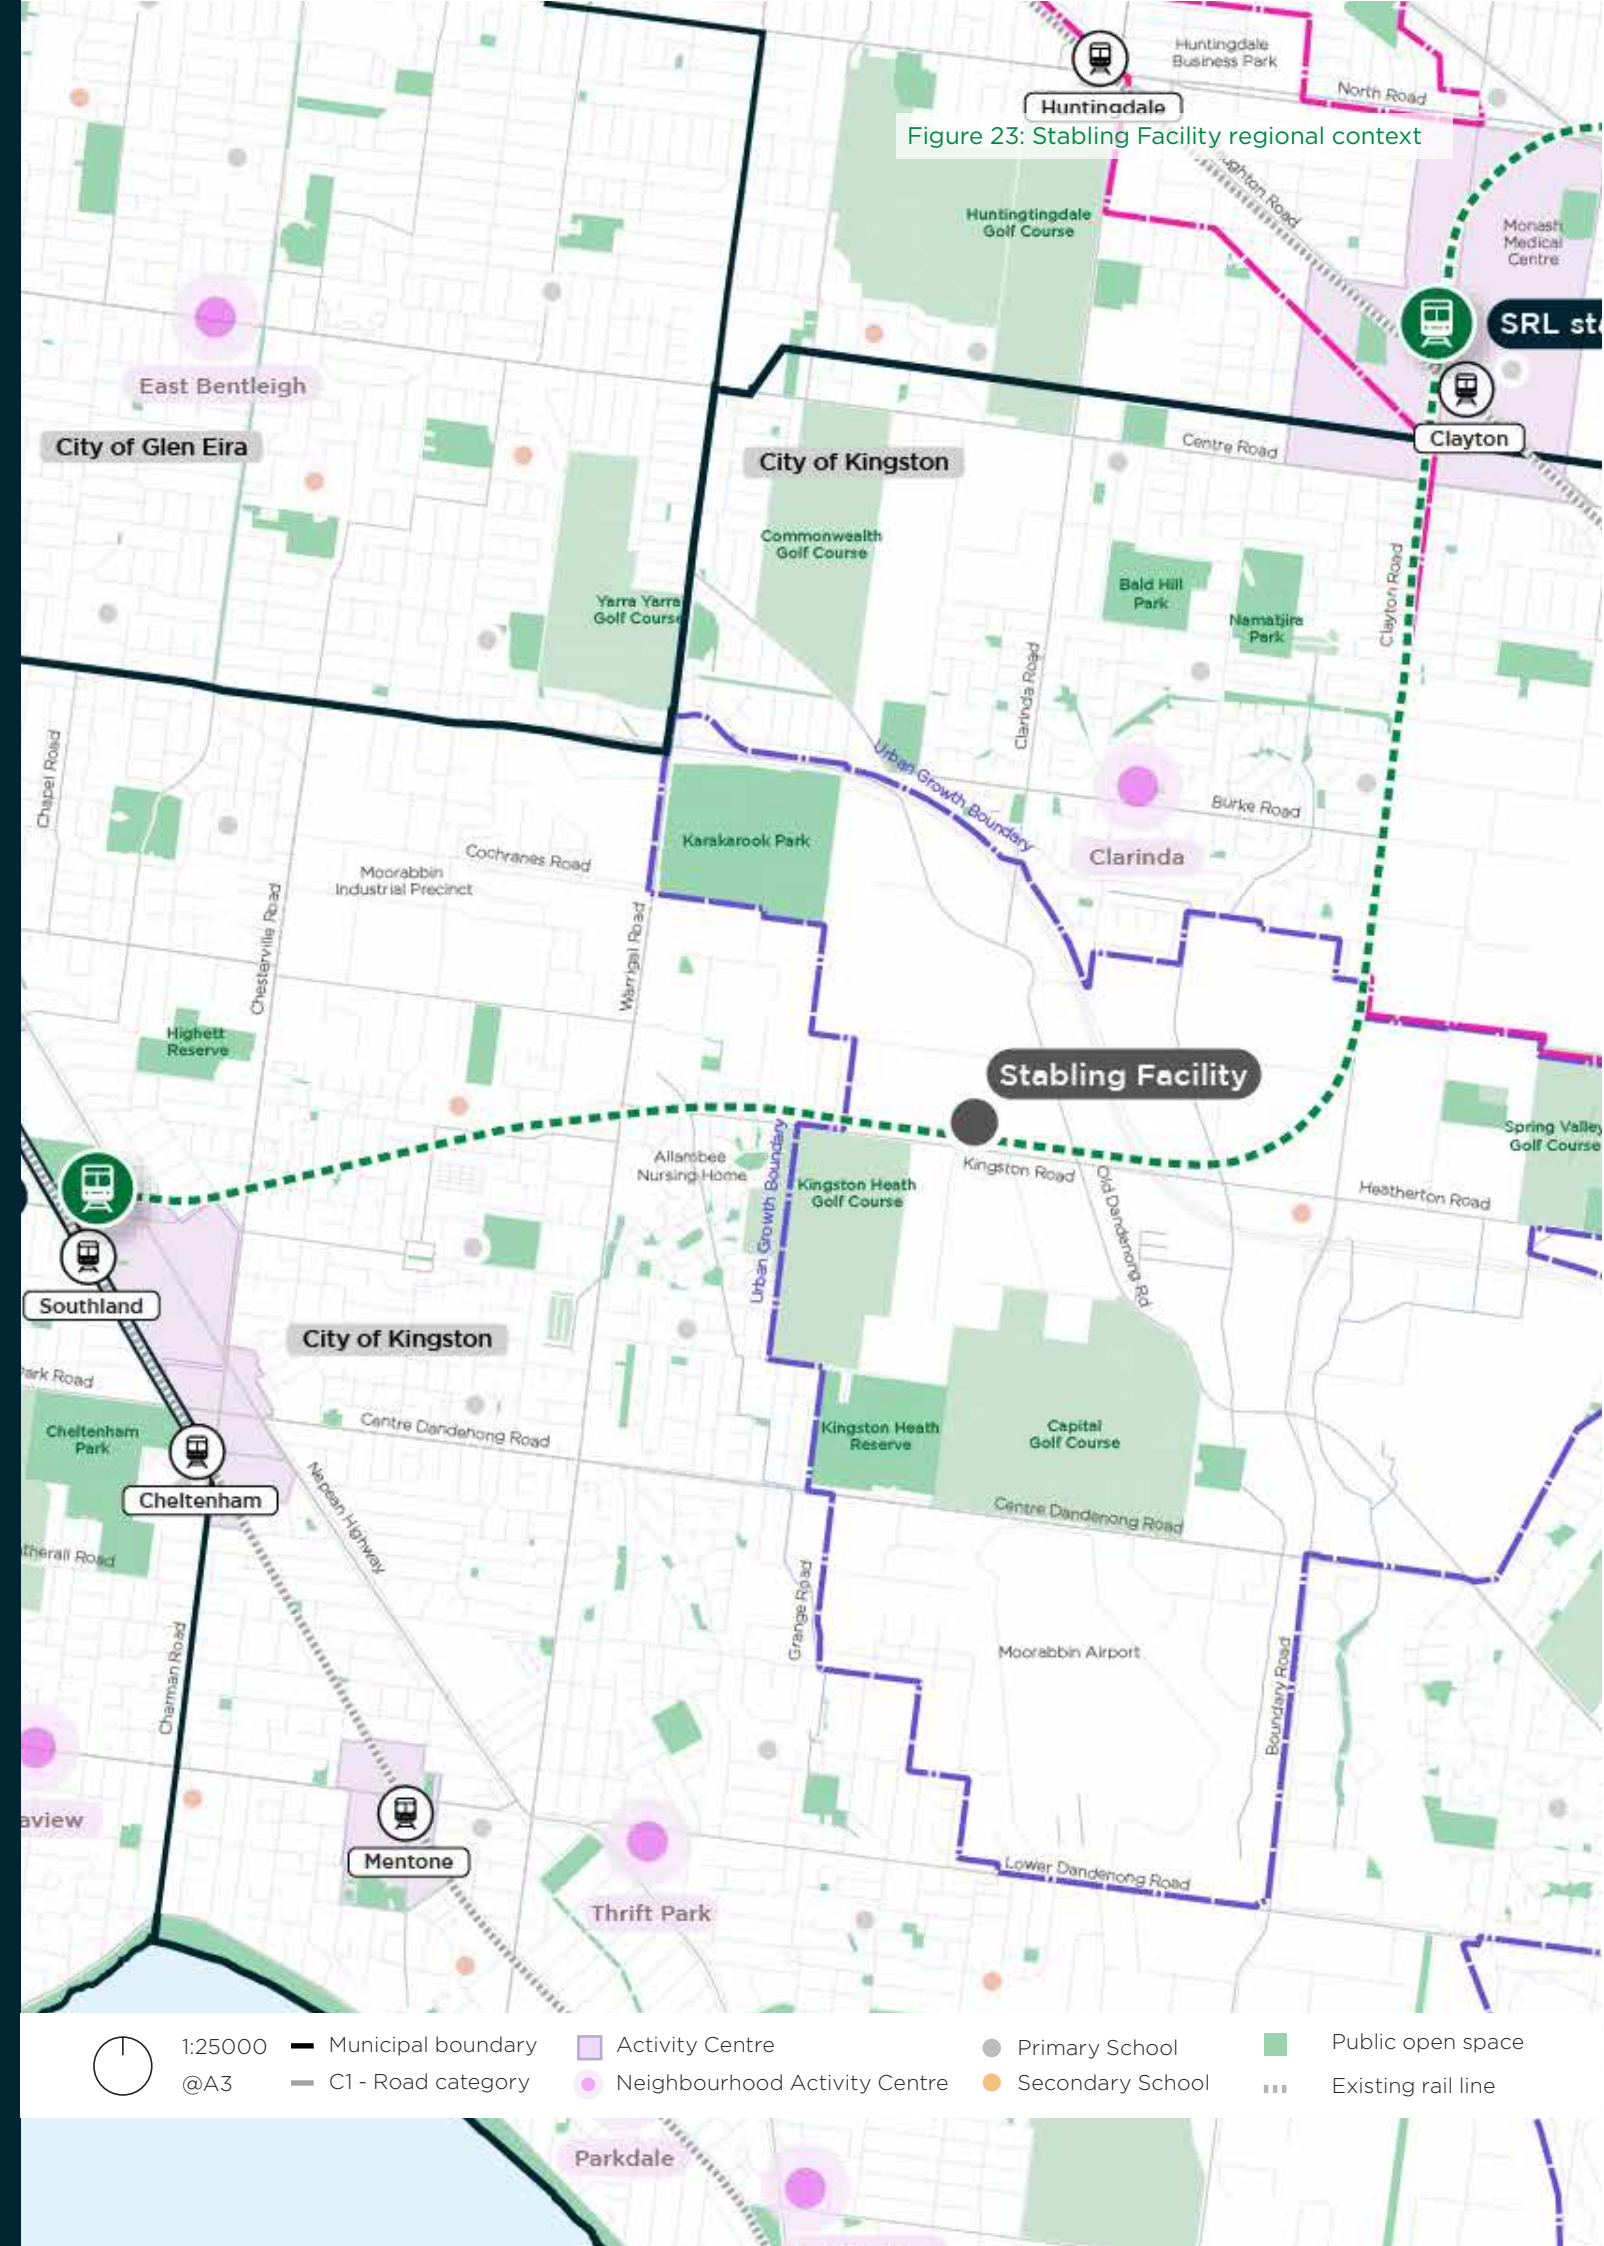 Huntingdale
Business Park
North Road
Huntingdale
Figure 23: Stabling Facility regional context
Road
Huntingtingdale
Golf Course
Monash
Medical
Centre
SRL
East Bentleigh
City of Glen Eira
City of Kingston
Centre Road
Clayton
Commonwealth
Golf Course
Clayton Road
Bald Hill
Park
Namatjira
Park
Yarra Yarra
Golf Course
Clarinda Road
Chapel Road
Urban Growth Boundary
Burke Road
Karakarook Park
Clarinda
Cochranes Road
Moorabbin
Industrial Precinct
Chesterville Road
Warrigal Road
Highett
Reserve
Stabling Facility
Spring Valley
Golf Course
Allambee
Nursing Home
Urban Growth Boundary
Kingston Heath
Golf Course
Kingston Road
Old Dandenong Rd
Heatherton Road
Southland
City of Kingston
ark Road
Cheltenham
Park
Centre Dandenong Road
Kingston Heath
Reserve
Capital
Golf Course
Cheltenham
Nepean Highway
Centre Dandenong Road
therall Road
Grange Road
Charman Road
Moorabbin Airport
Boundary Road
aview
Mentone
Lower Dandenong Road
Thrift Park
1:25000
@A3
Municipal boundary
C1 - Road category
Activity Centre
Neighbourhood Activity Centre
Primary School
Secondary School
Public open space
Existing rail line
Parkdale